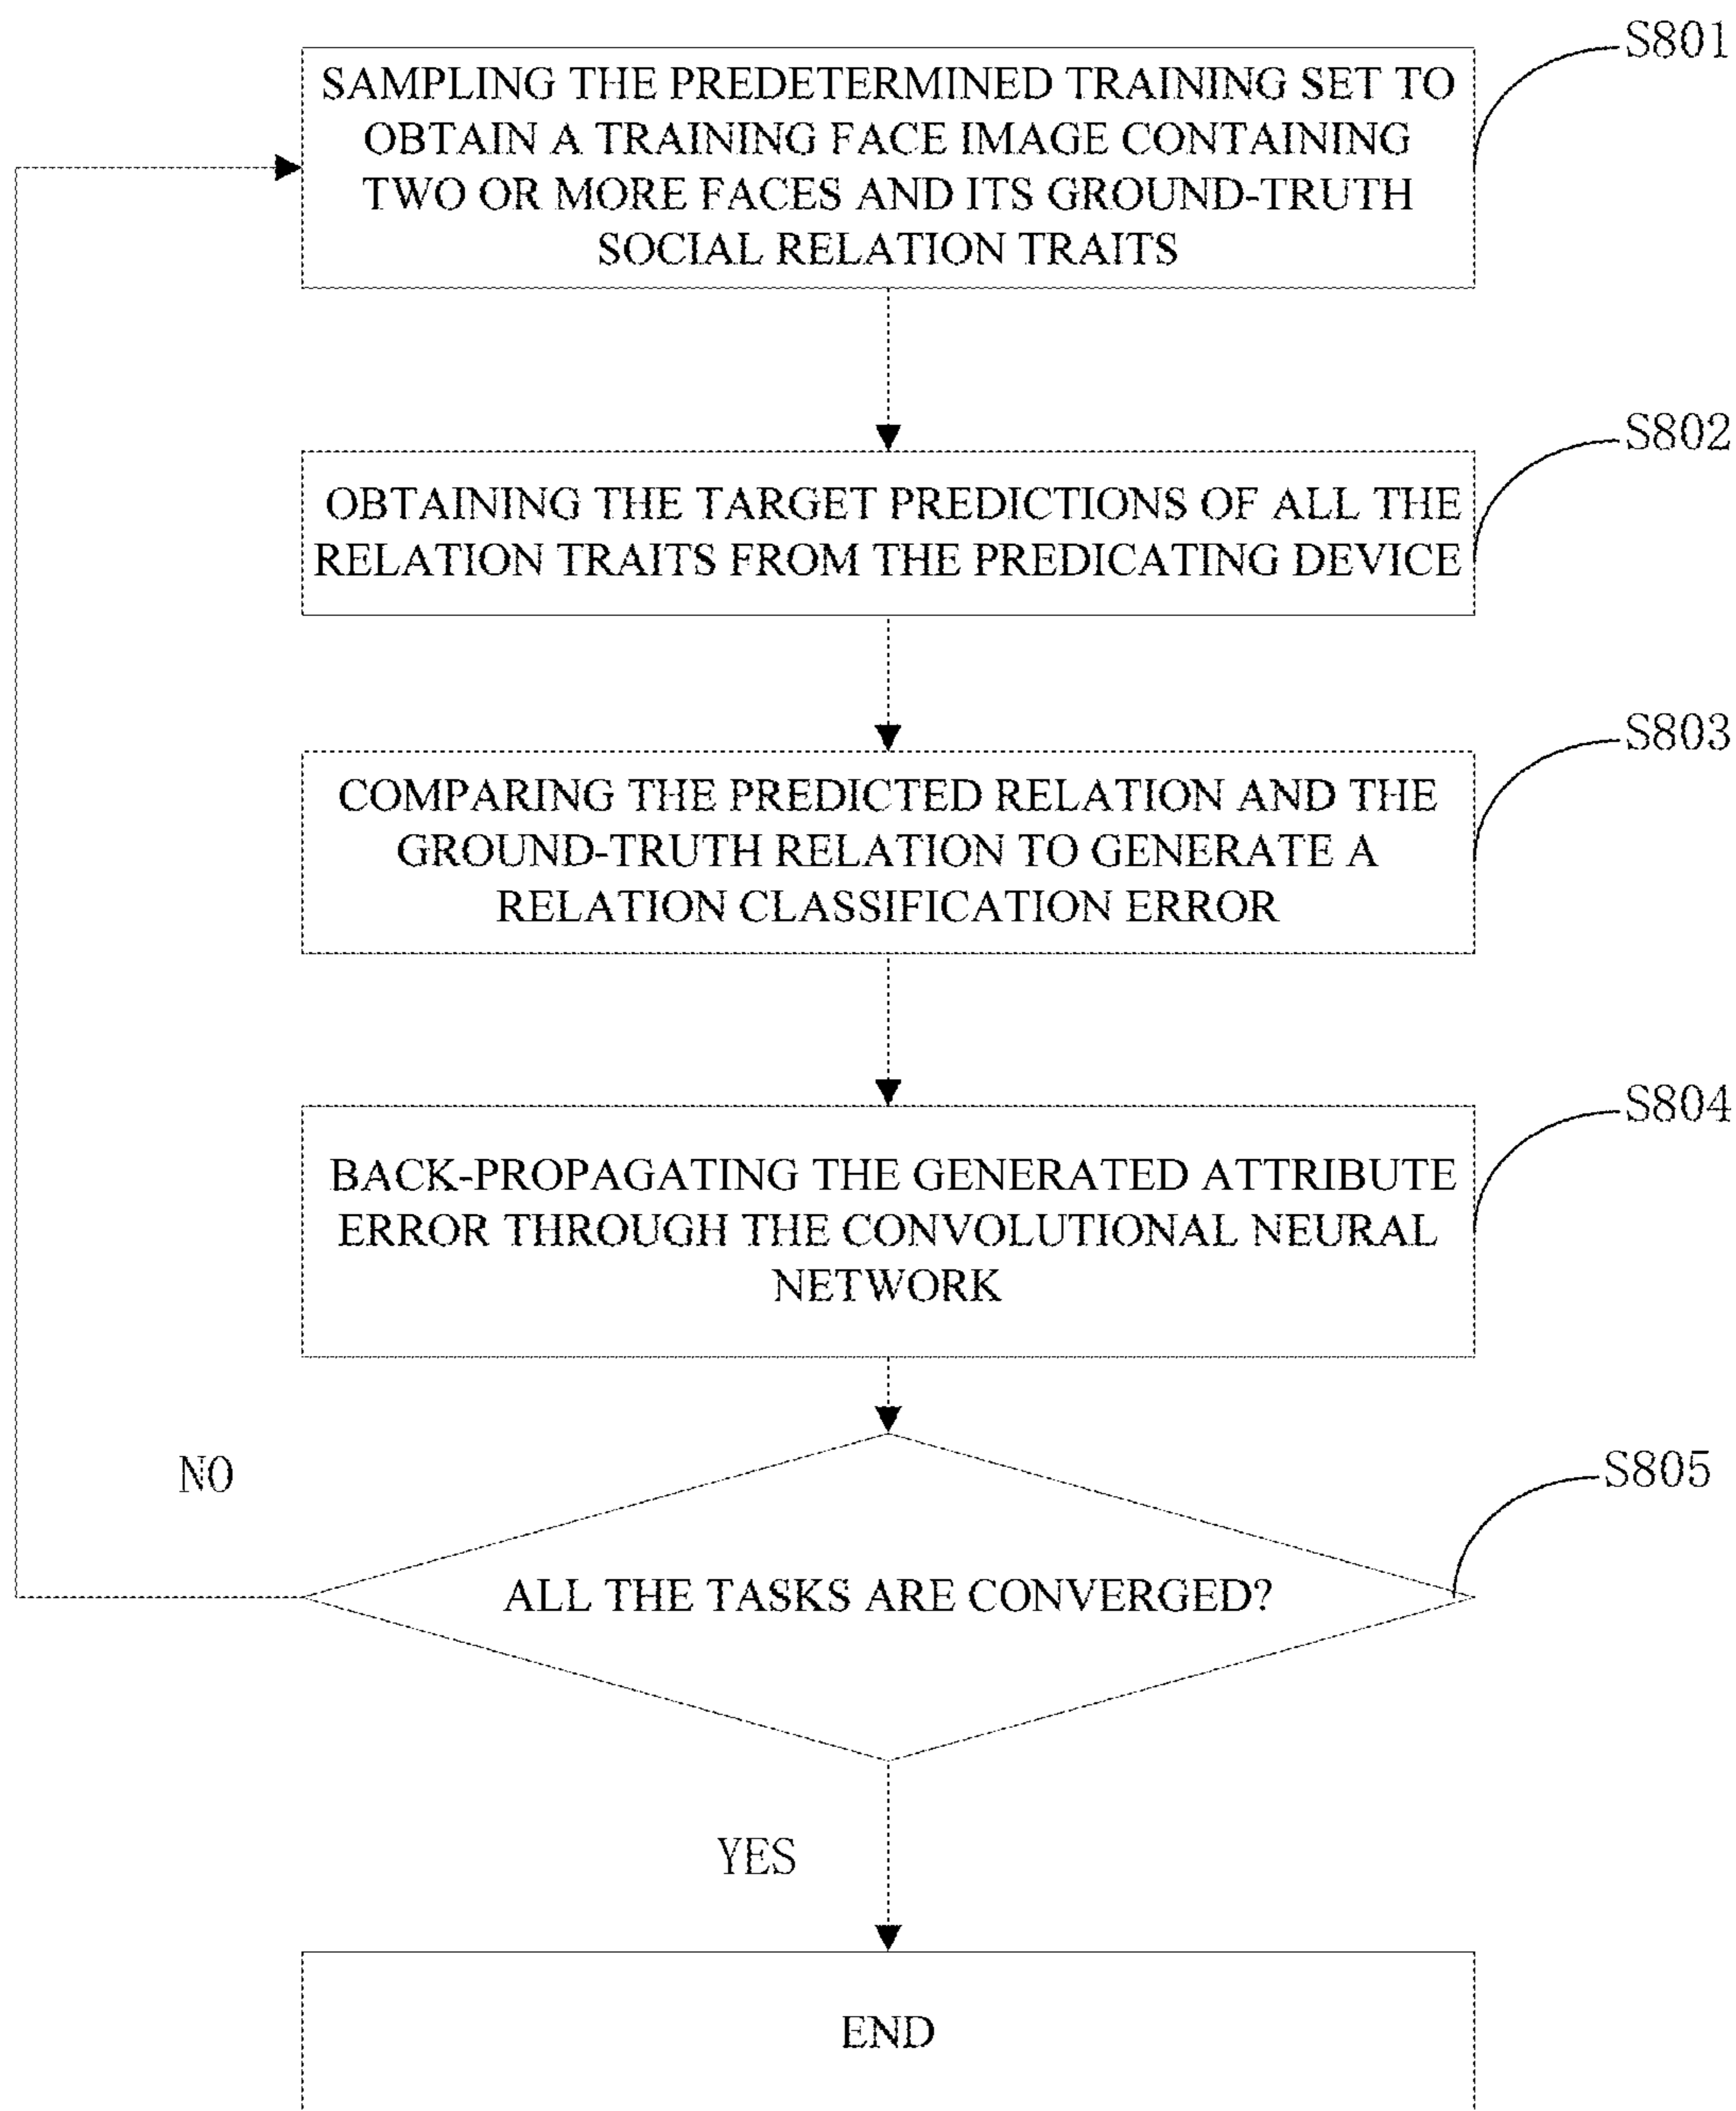 S801
SAMPLING THE PREDETERMINED TRAINING SET TO
OBTAIN A TRAINING FACE IMAGE CONTAINING
TWO OR MORE FACES AND ITS GROUND-TRUTH
SOCIAL RELATION TRAITS
S802
OBTAINING THE TARGET PREDICTIONS OF ALL THE
RELATION TRAITS FROM THE PREDICATING DEVICE
S803
COMPARING THE PREDICTED RELATION AND THE
GROUND-TRUTH RELATION TO GENERATE A
RELATION CLASSIFICATION ERROR
S804
BACK-PROPAGATING THE GENERATED ATTRIBUTE
ERROR THROUGH THE CONVOLUTIONAL NEURAL
NETWORK
NO
S805
ALL THE TASKS ARE CONVERGED?
YES
END